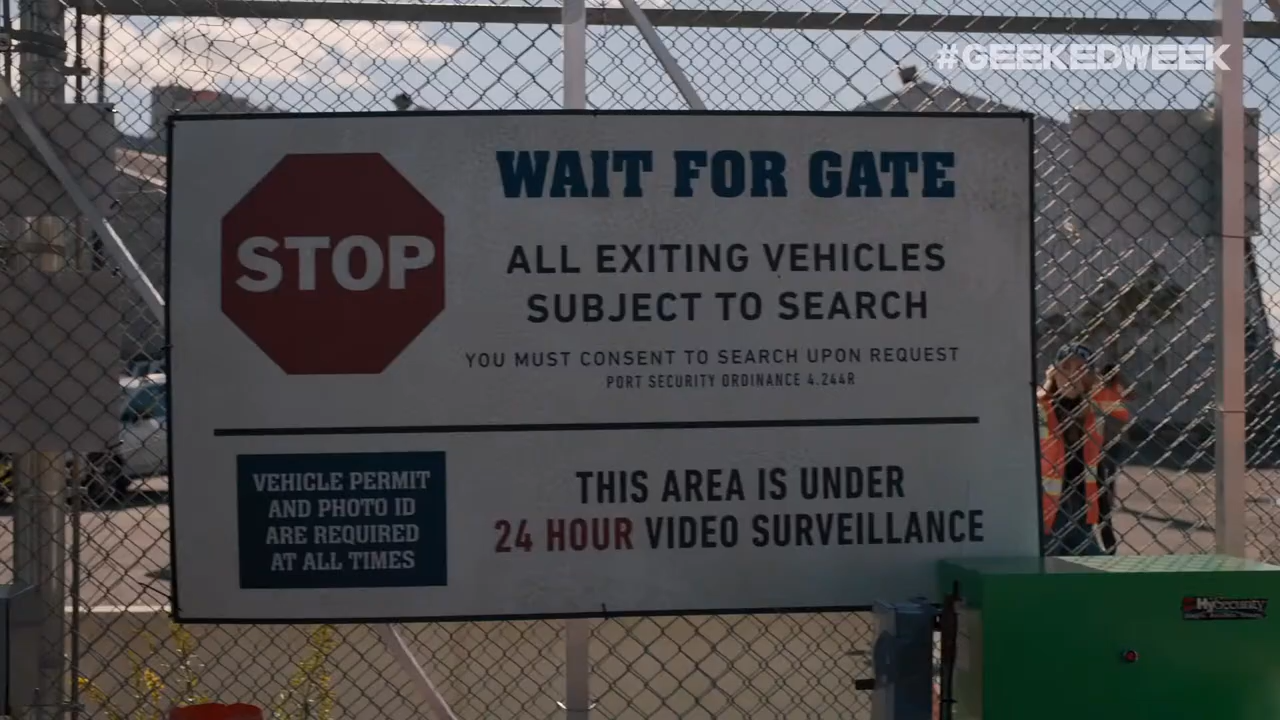 #GEEKEDWEEK
STOP
WAIT FOR GATE
ALL EXITING VEHICLES
SUBJECT TO SEARCH
YOU MUST CONSENT TO SEARCH UPON REQUEST
PORT SECURITY ORDINANCE 4.244R
VEHICLE PERMIT
AND PHOTO ID
ARE REQUIRED
AT ALL TIMES
THIS AREA IS UNDER
24 HOUR VIDEO SURVEILLANCE
HySecurity